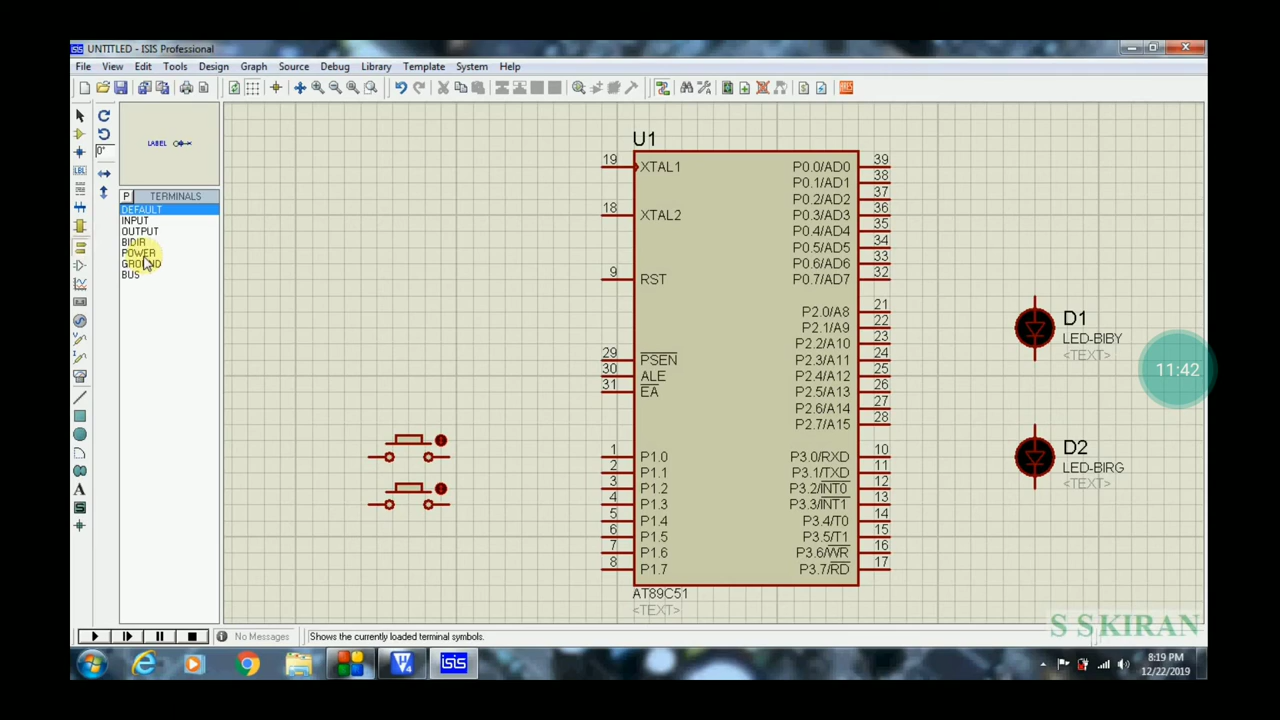 UNTITLED - ISIS Professional
File View Edit Tools Design Graph Source Debug Library Template System Help
LABEL
LBL
0°
P TERMINALS
DEFAULT
INPUT
OUTPUT
BIDIR
POWER
GROUND
BUS
A
U1
19 XTAL1
18 XTAL2
9 RST
29 PSEN
30 ALE
31 EA
1 P1.0
2 P1.1
3 P1.2
4 P1.3
5 P1.4
6 P1.5
7 P1.6
8 P1.7
P0.0/AD0 39
P0.1/AD1 38
P0.2/AD2 37
P0.3/AD3 36
P0.4/AD4 35
P0.5/AD5 34
P0.6/AD6 33
P0.7/AD7 32
P2.0/A8 21
P2.1/A9 22
P2.2/A10 23
P2.3/A11 24
P2.4/A12 25
P2.5/A13 26
P2.6/A14 27
P2.7/A15 28
P3.0/RXD 10
P3.1/TXD 11
P3.2/INT0 12
P3.3/INT1 13
P3.4/T0 14
P3.5/T1 15
P3.6/WR 16
P3.7/RD 17
AT89C51
<TEXT>
D1
LED-BIBY
<TEXT>
D2
LED-BIRG
<TEXT>
11:42
S SKIRAN
No Messages
Shows the currently loaded terminal symbols.
isis
8:19 PM
12/22/2019